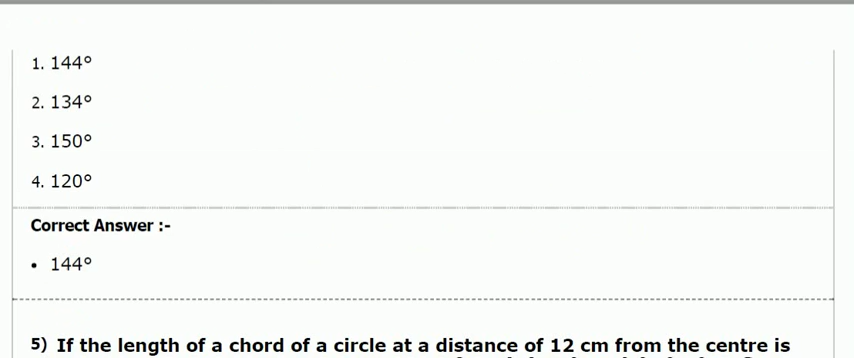 1. 144°
2. 134°
3. 150°
4. 120°
Correct Answer :-
• 144°
5) If the length of a chord of a circle at a distance of 12 cm from the centre is